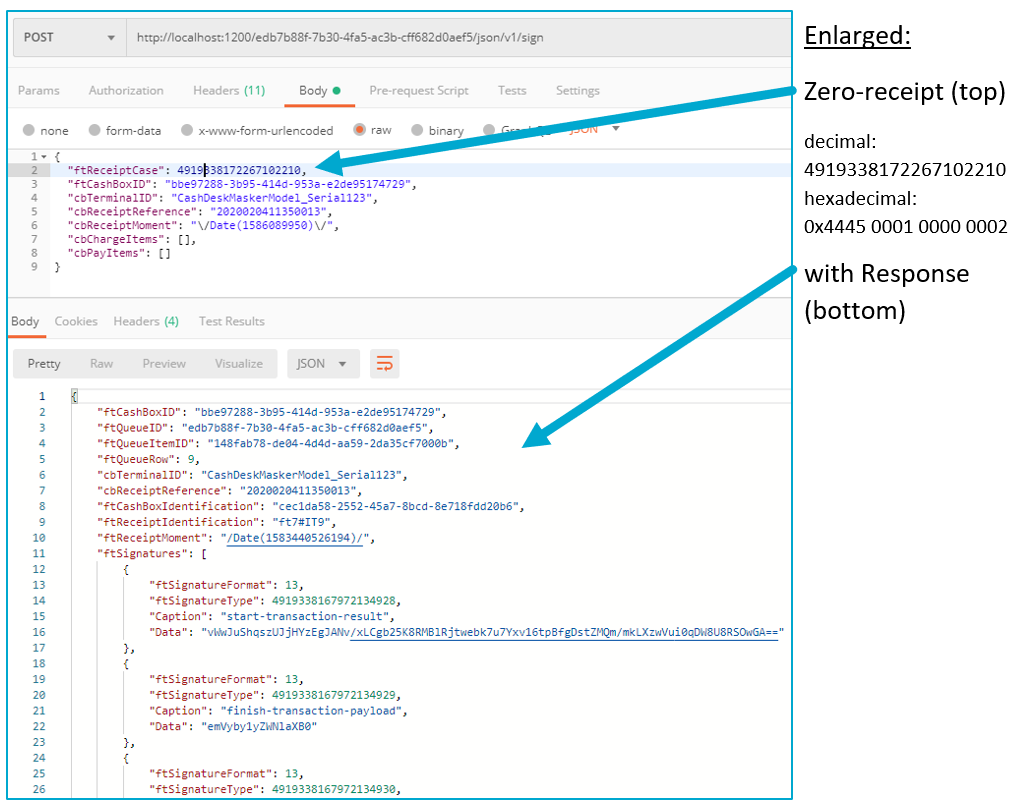 POST http://localhost:1200/edb7b88f-7b30-4fa5-ac3b-cff682d0aef5/json/v1/sign
Params Authorization Headers (11) Body Pre-request Script Tests Settings
none form-data x-www-form-urlencoded raw binary JSON
1 {
2 "ftReceiptCase": 4919338172267102210,
3 "ftCashBoxID": "bbe97288-3b95-414d-953a-e2de95174729",
4 "cbTerminalID": "CashDeskMaskerModel_Serial123",
5 "cbReceiptReference": "2020020411350013",
6 "cbReceiptMoment": "\/Date(1586089950)\/",
7 "cbChargeItems": [],
8 "cbPayItems": []
9 }
Body Cookies Headers (4) Test Results
Pretty Raw Preview Visualize JSON
1 {
2 "ftCashBoxID": "bbe97288-3b95-414d-953a-e2de95174729",
3 "ftQueueID": "edb7b88f-7b30-4fa5-ac3b-cff682d0aef5",
4 "ftQueueItemID": "148fab78-de04-4d4d-aa59-2da35cf7000b",
5 "ftQueueRow": 9,
6 "cbTerminalID": "CashDeskMaskerModel_Serial123",
7 "cbReceiptReference": "2020020411350013",
8 "ftCashBoxIdentification": "cec1da58-2552-45a7-8bcd-8e718fdd20b6",
9 "ftReceiptIdentification": "ft7#IT9",
10 "ftReceiptMoment": "/Date(1583440526194)/",
11 "ftSignatures": [
12 {
13 "ftSignatureFormat": 13,
14 "ftSignatureType": 4919338167972134928,
15 "Caption": "start-transaction-result",
16 "Data": "vWwJuShqszUJjHYzEgJANv/xLCgb25K8RMBlRjtwebk7u7Yxv16tpBfgDstZMQm/mkLXzwVui0qDW8U8RSOwGA=="
17 },
18 {
19 "ftSignatureFormat": 13,
20 "ftSignatureType": 4919338167972134929,
21 "Caption": "finish-transaction-payload",
22 "Data": "emVyby1yZWNlaXB0"
23 },
24 {
25 "ftSignatureFormat": 13,
26 "ftSignatureType": 4919338167972134930,
Enlarged:
Zero-receipt (top)
decimal:
4919338172267102210
hexadecimal:
0x4445 0001 0000 0002
with Response
(bottom)